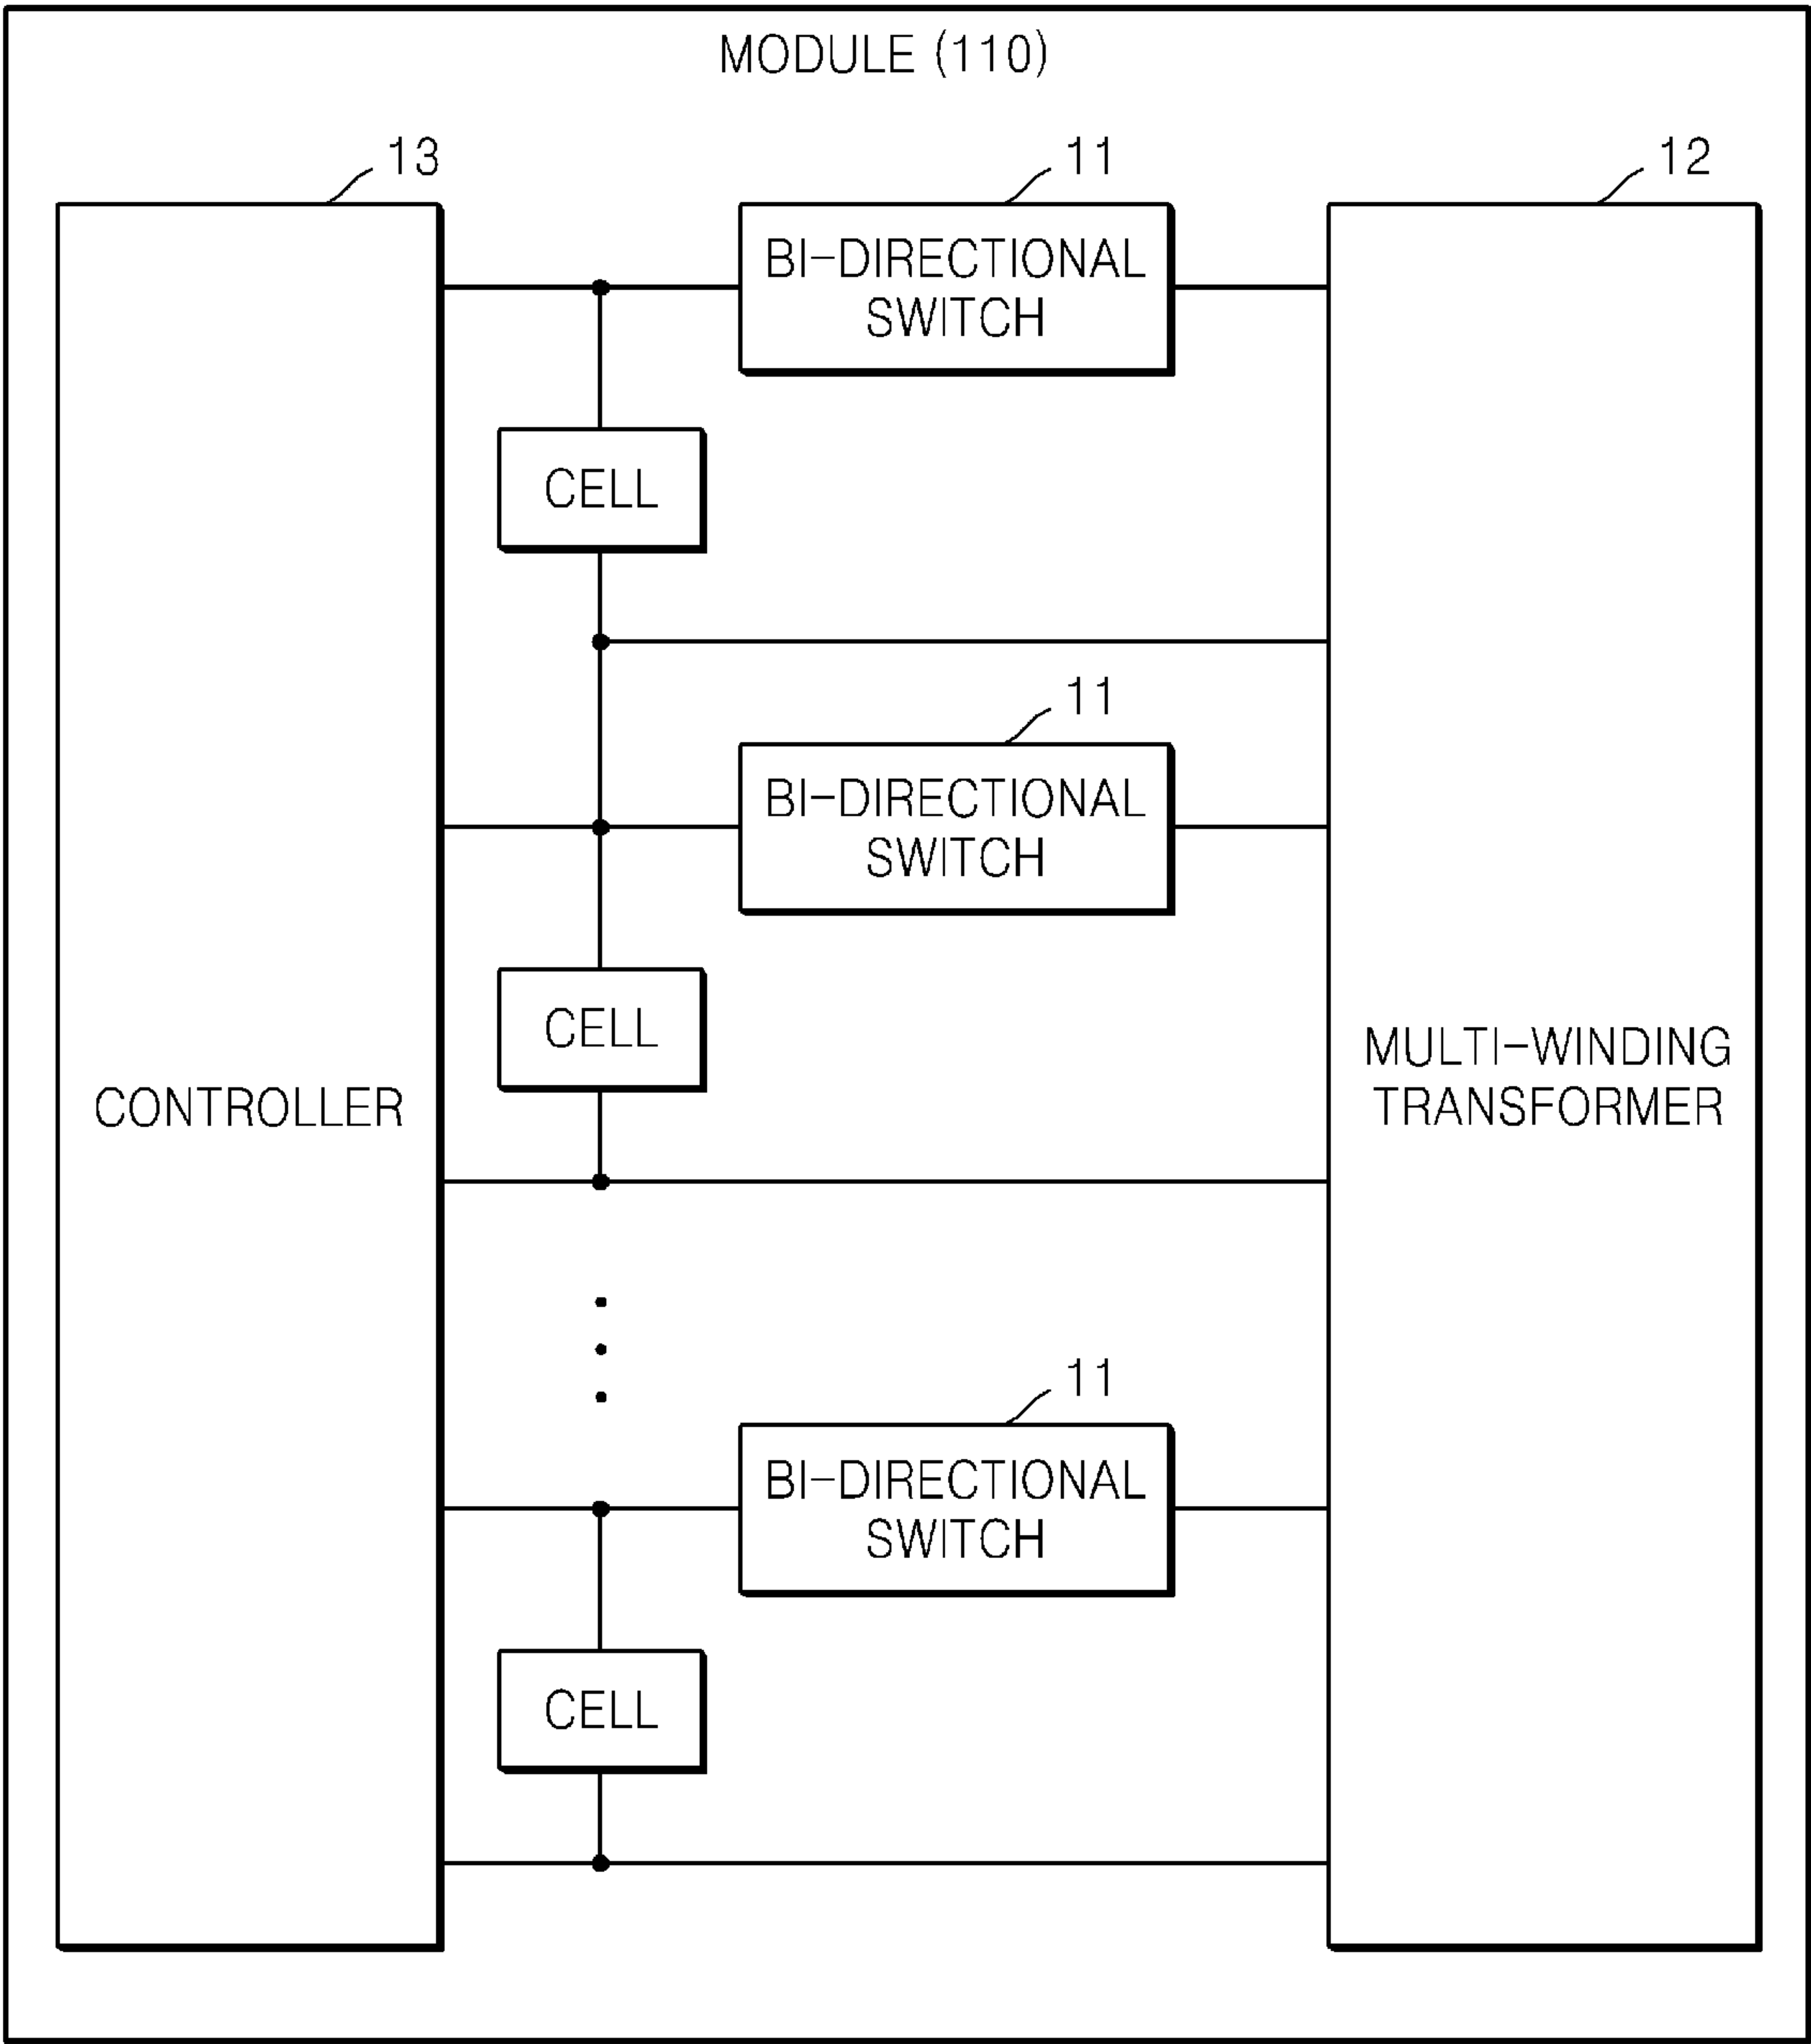 MODULE (110)
13
11
12
BI-DIRECTIONAL
SWITCH
CELL
11
BI-DIRECTIONAL
SWITCH
CELL
CONTROLLER
MULTI-WINDING
TRANSFORMER
11
BI-DIRECTIONAL
SWITCH
CELL